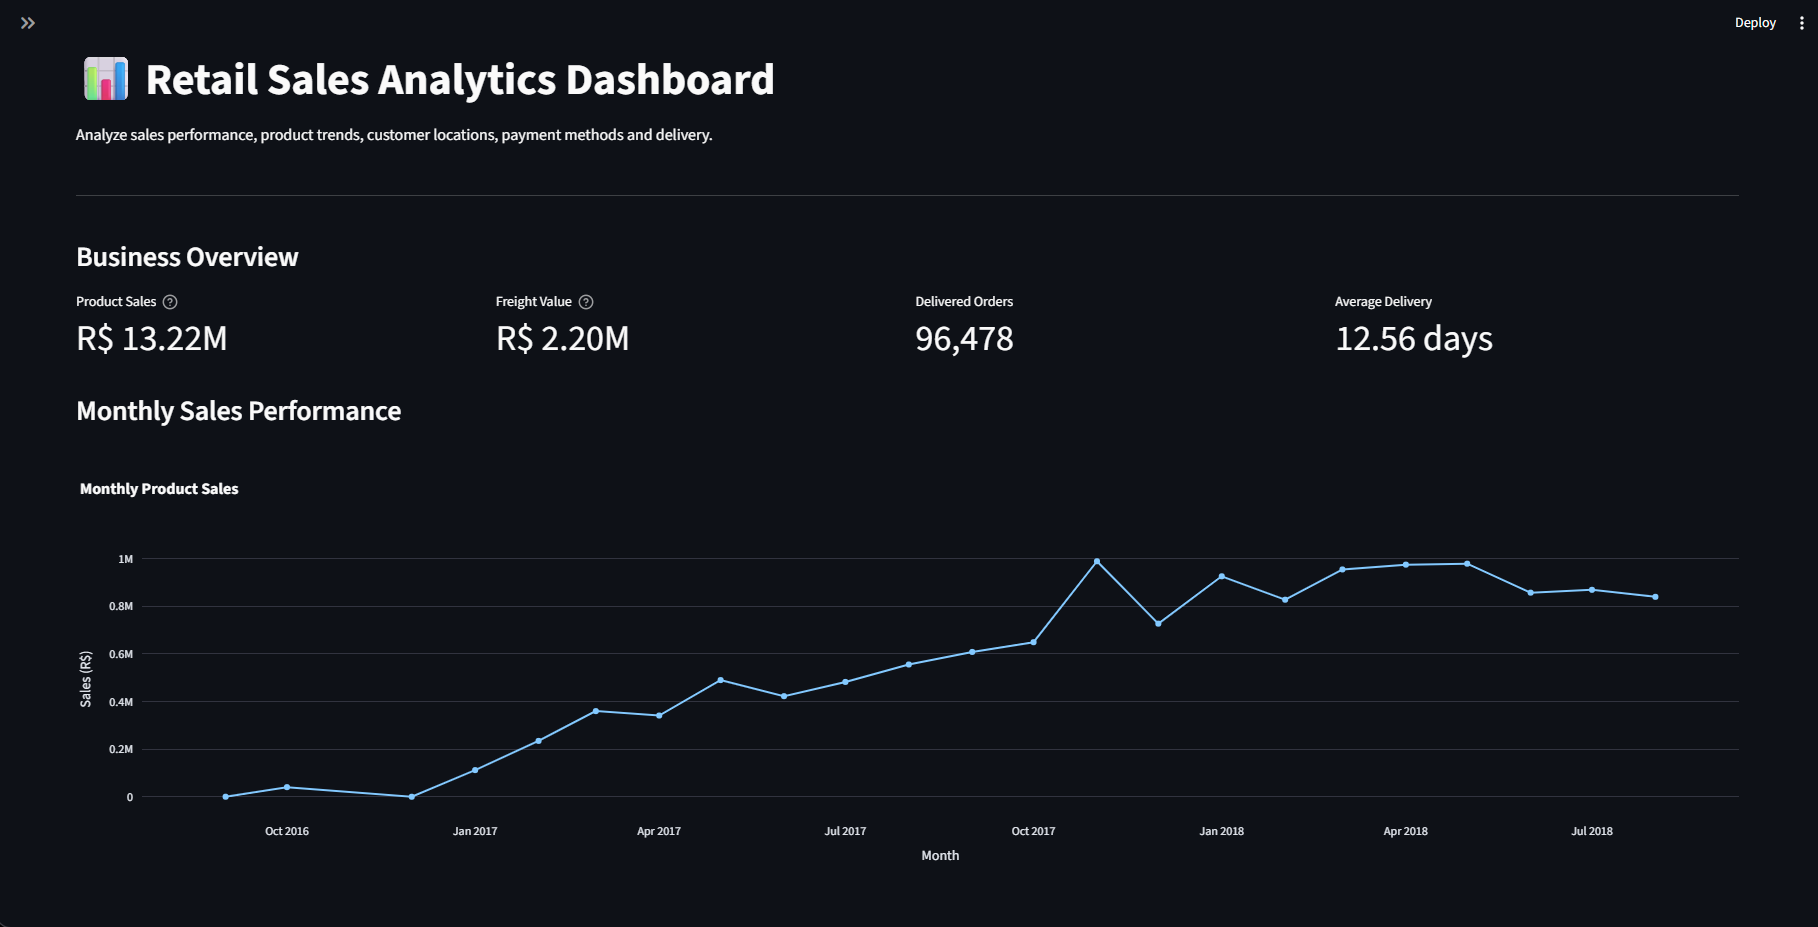 Deploy
Retail Sales Analytics Dashboard
Analyze sales performance, product trends, customer locations, payment methods and delivery.
Business Overview
Product Sales
Freight Value
Delivered Orders
Average Delivery
R$ 13.22M
R$ 2.20M
96,478
12.56 days
Monthly Sales Performance
Monthly Product Sales
1M
0.8M
0.6M
0.4M
0.2M
0
Sales (R$)
Oct 2016
Jan 2017
Apr 2017
Jul 2017
Oct 2017
Jan 2018
Apr 2018
Jul 2018
Month